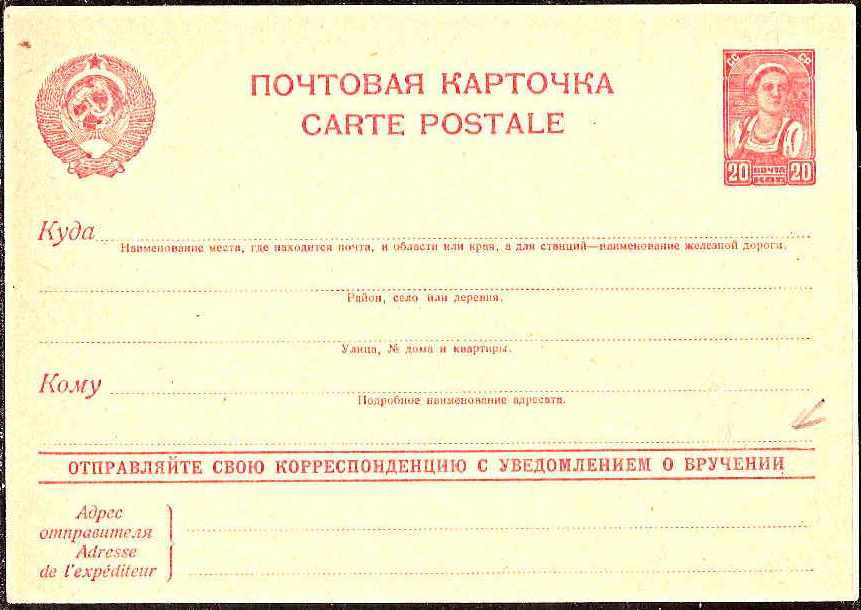 ПОЧТОВАЯ КАРТОЧКА
CARTE POSTALE
СС СР
20 ПОЧТА КОП 20
Куда
Наименование места, где находится почта, и области или края, а для станций—наименование железной дороги.
Район, село или деревня.
Улица, № дома и квартиры.
Кому
Подробное наименование адресата.
ОТПРАВЛЯЙТЕ СВОЮ КОРРЕСПОНДЕНЦИЮ С УВЕДОМЛЕНИЕМ О ВРУЧЕНИИ
Адрес
отправителя
Adresse
de l'expéditeur